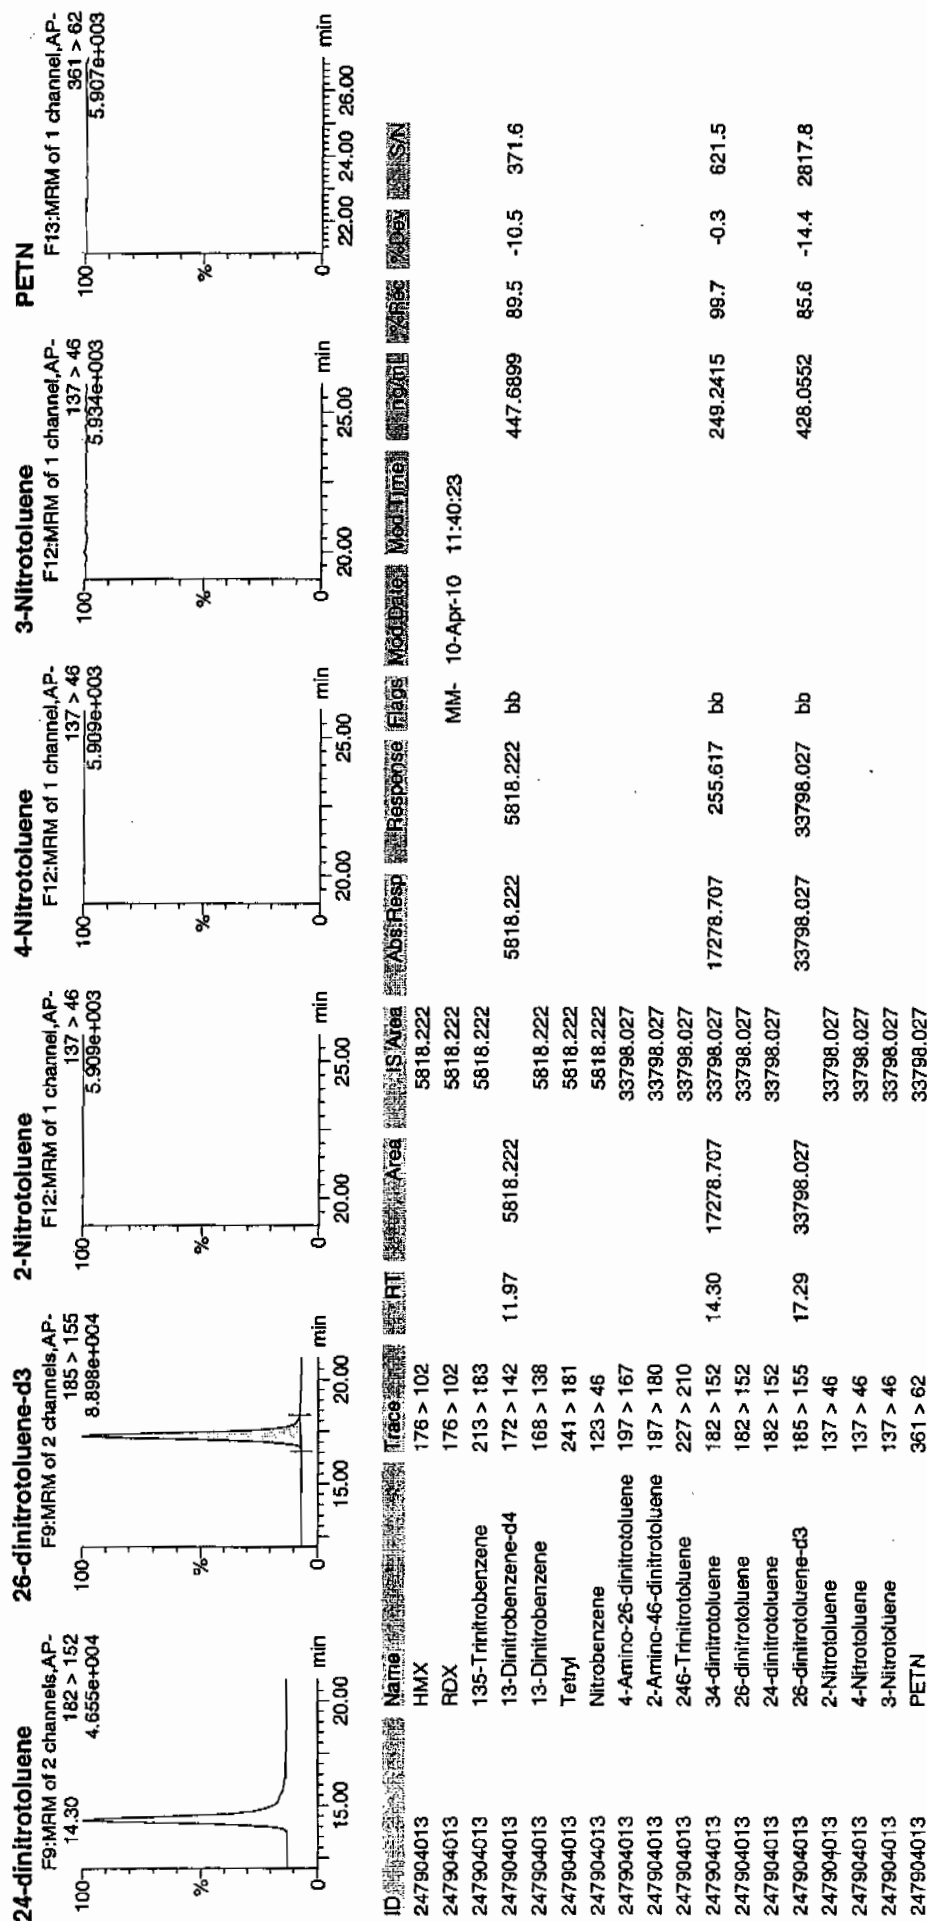 24-dinitrotoluene
F9:MRM of 2 channels,AP-
182 > 152
4.655e+004
14.30
100
%
0
15.00 20.00 min
26-dinitrotoluene-d3
F9:MRM of 2 channels,AP-
185 > 155
8.898e+004
100
%
0
15.00 20.00 min
2-Nitrotoluene
F12:MRM of 1 channel,AP-
137 > 46
5.909e+003
100
%
0
20.00 25.00 min
4-Nitrotoluene
F12:MRM of 1 channel,AP-
137 > 46
5.909e+003
100
%
0
20.00 25.00 min
3-Nitrotoluene
F12:MRM of 1 channel,AP-
137 > 46
5.934e+003
100
%
0
20.00 25.00 min
PETN
F13:MRM of 1 channel,AP-
361 > 62
5.907e+003
100
%
0
22.00 24.00 26.00 min
ID Name Trace RT Area IS Area Abs.Resp Response Flags Mod.Date Mod.Time ng/mL %Rec %Dev S/N
247904013 HMX 176 > 102 5818.222
247904013 RDX 176 > 102 5818.222 MM- 10-Apr-10 11:40:23
247904013 135-Trinitrobenzene 213 > 183 5818.222
247904013 13-Dinitrobenzene-d4 172 > 142 11.97 5818.222 5818.222 5818.222 bb 447.6899 89.5 -10.5 371.6
247904013 13-Dinitrobenzene 168 > 138 5818.222
247904013 Tetryl 241 > 181 5818.222
247904013 Nitrobenzene 123 > 46 5818.222
247904013 4-Amino-26-dinitrotoluene 197 > 167 33798.027
247904013 2-Amino-46-dinitrotoluene 197 > 180 33798.027
247904013 246-Trinitrotoluene 227 > 210 33798.027
247904013 34-dinitrotoluene 182 > 152 14.30 17278.707 33798.027 17278.707 255.617 bb 249.2415 99.7 -0.3 621.5
247904013 26-dinitrotoluene 182 > 152 33798.027
247904013 24-dinitrotoluene 182 > 152 33798.027
247904013 26-dinitrotoluene-d3 185 > 155 17.29 33798.027 33798.027 33798.027 bb 428.0552 85.6 -14.4 2817.8
247904013 2-Nitrotoluene 137 > 46 33798.027
247904013 4-Nitrotoluene 137 > 46 33798.027
247904013 3-Nitrotoluene 137 > 46 33798.027
247904013 PETN 361 > 62 33798.027